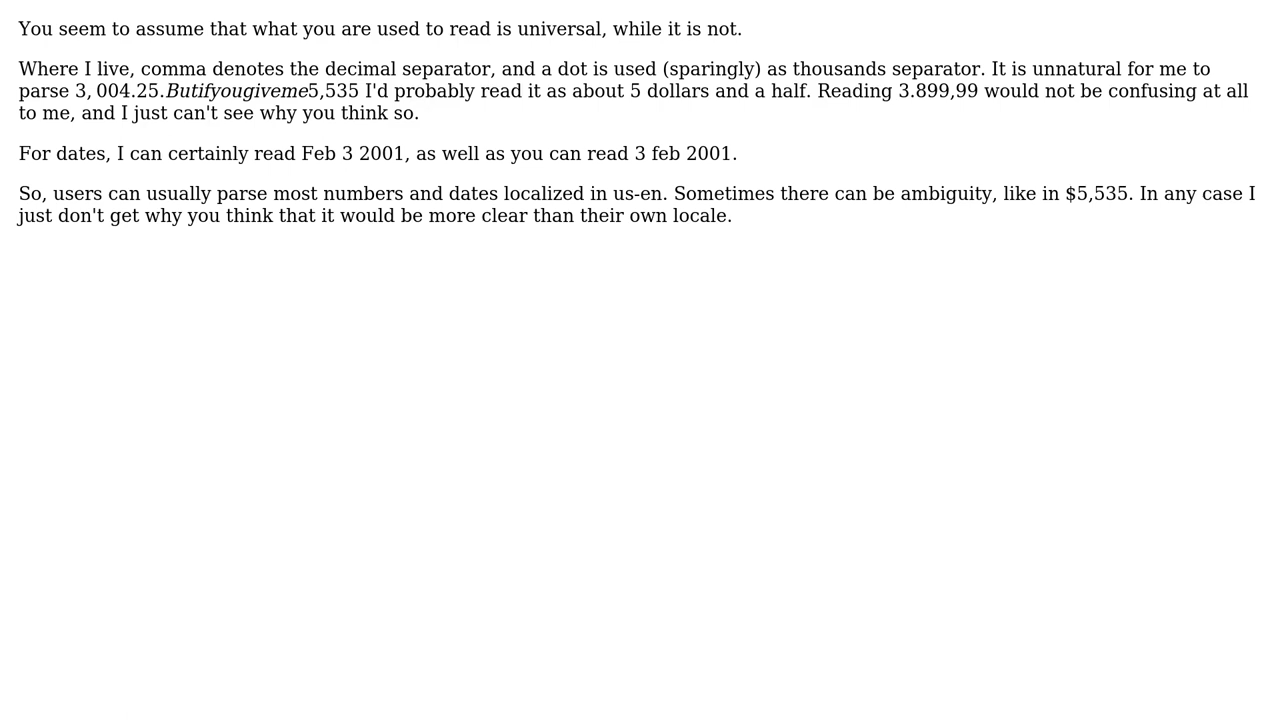 You seem to assume that what you are used to read is universal, while it is not.
Where I live, comma denotes the decimal separator, and a dot is used (sparingly) as thousands separator. It is unnatural for me to
parse 3, 004.25.Butifyougiveme5,535 I'd probably read it as about 5 dollars and a half. Reading 3.899,99 would not be confusing at all
to me, and I just can't see why you think so.
For dates, I can certainly read Feb 3 2001, as well as you can read 3 feb 2001.
So, users can usually parse most numbers and dates localized in us-en. Sometimes there can be ambiguity, like in $5,535. In any case I
just don't get why you think that it would be more clear than their own locale.